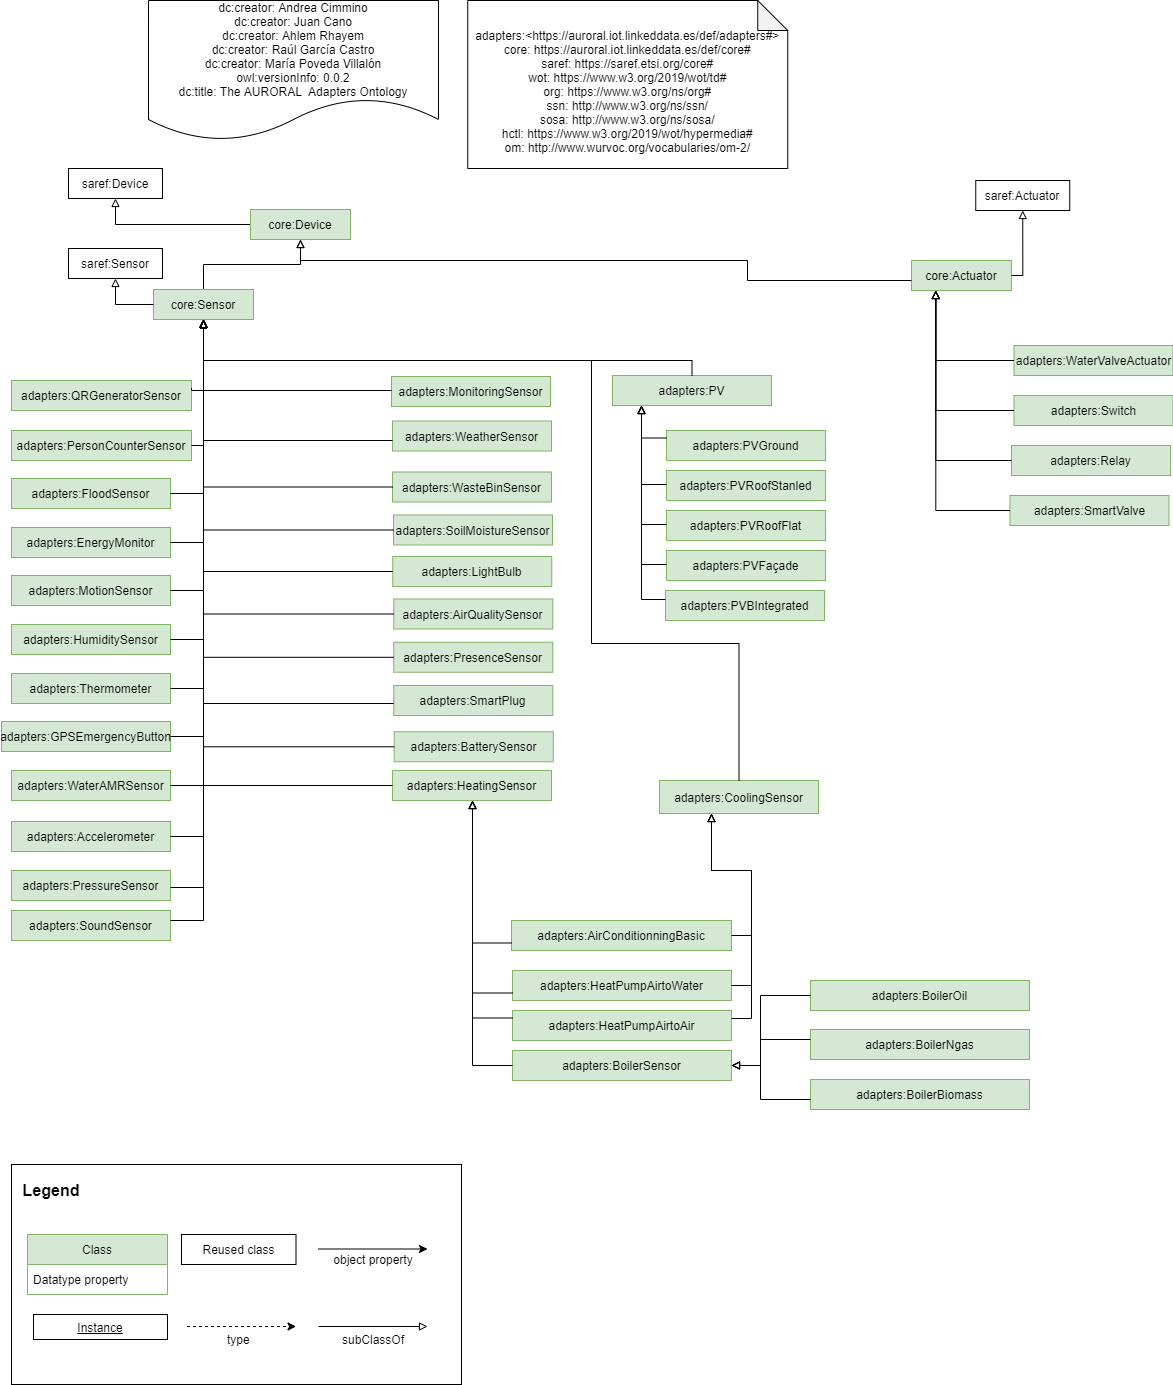 dc:creator: Andrea Cimmino
dc:creator: Juan Cano
dc:creator: Ahlem Rhayem
dc:creator: Raúl García Castro
dc:creator: María Poveda Villalón
owl:versionInfo: 0.0.2
dc:title: The AURORAL  Adapters Ontology
adapters:<https://auroral.iot.linkeddata.es/def/adapters#>
core: https://auroral.iot.linkeddata.es/def/core#
saref: https://saref.etsi.org/core#
wot: https://www.w3.org/2019/wot/td#
org: https://www.w3.org/ns/org#
ssn: http://www.w3.org/ns/ssn/
sosa: http://www.w3.org/ns/sosa/
hctl: https://www.w3.org/2019/wot/hypermedia#
om: http://www.wurvoc.org/vocabularies/om-2/
saref:Device
core:Device
saref:Sensor
core:Sensor
saref:Actuator
core:Actuator
adapters:QRGeneratorSensor
adapters:PersonCounterSensor
adapters:FloodSensor
adapters:EnergyMonitor
adapters:MotionSensor
adapters:HumiditySensor
adapters:Thermometer
adapters:GPSEmergencyButton
adapters:WaterAMRSensor
adapters:Accelerometer
adapters:PressureSensor
adapters:SoundSensor
adapters:MonitoringSensor
adapters:WeatherSensor
adapters:WasteBinSensor
adapters:SoilMoistureSensor
adapters:LightBulb
adapters:AirQualitySensor
adapters:PresenceSensor
adapters:SmartPlug
adapters:BatterySensor
adapters:HeatingSensor
adapters:PV
adapters:PVGround
adapters:PVRoofStanled
adapters:PVRoofFlat
adapters:PVFaçade
adapters:PVBIntegrated
adapters:WaterValveActuator
adapters:Switch
adapters:Relay
adapters:SmartValve
adapters:CoolingSensor
adapters:AirConditionningBasic
adapters:HeatPumpAirtoWater
adapters:HeatPumpAirtoAir
adapters:BoilerSensor
adapters:BoilerOil
adapters:BoilerNgas
adapters:BoilerBiomass
Legend
Class
Datatype property
Reused class
object property
Instance
type
subClassOf